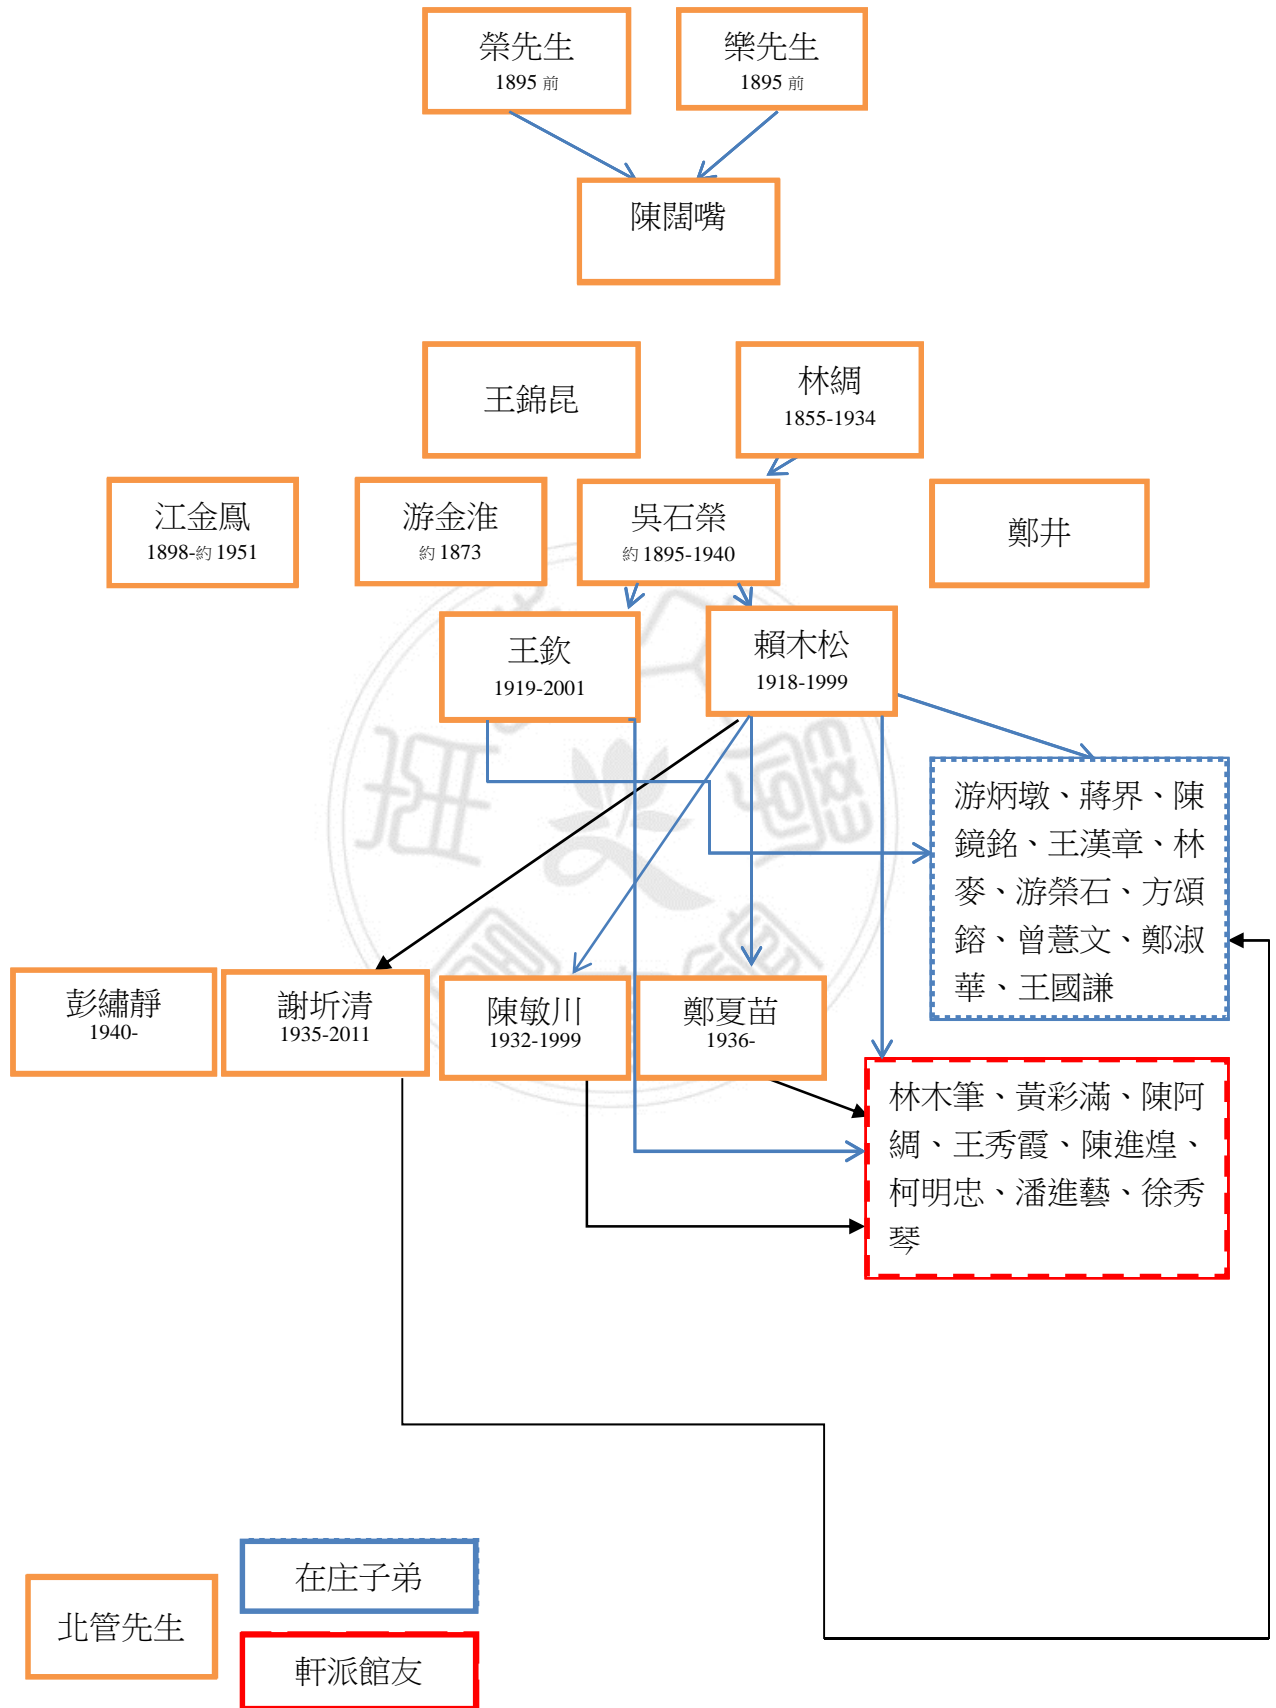 榮先生
1895 前
樂先生
1895 前
陳闊嘴
王錦昆
林綢
1855-1934
江金鳳
1898-約 1951
游金淮
約 1873
吳石榮
約 1895-1940
鄭井
王欽
1919-2001
賴木松
1918-1999
游炳墩、蔣界、陳
鏡銘、王漢章、林
麥、游榮石、方頌
鎔、曾薏文、鄭淑
華、王國謙
彭繡靜
1940-
謝圻清
1935-2011
陳敏川
1932-1999
鄭夏苗
1936-
林木筆、黃彩滿、陳阿
綢、王秀霞、陳進煌、
柯明忠、潘進藝、徐秀
琴
北管先生
在庄子弟
軒派館友